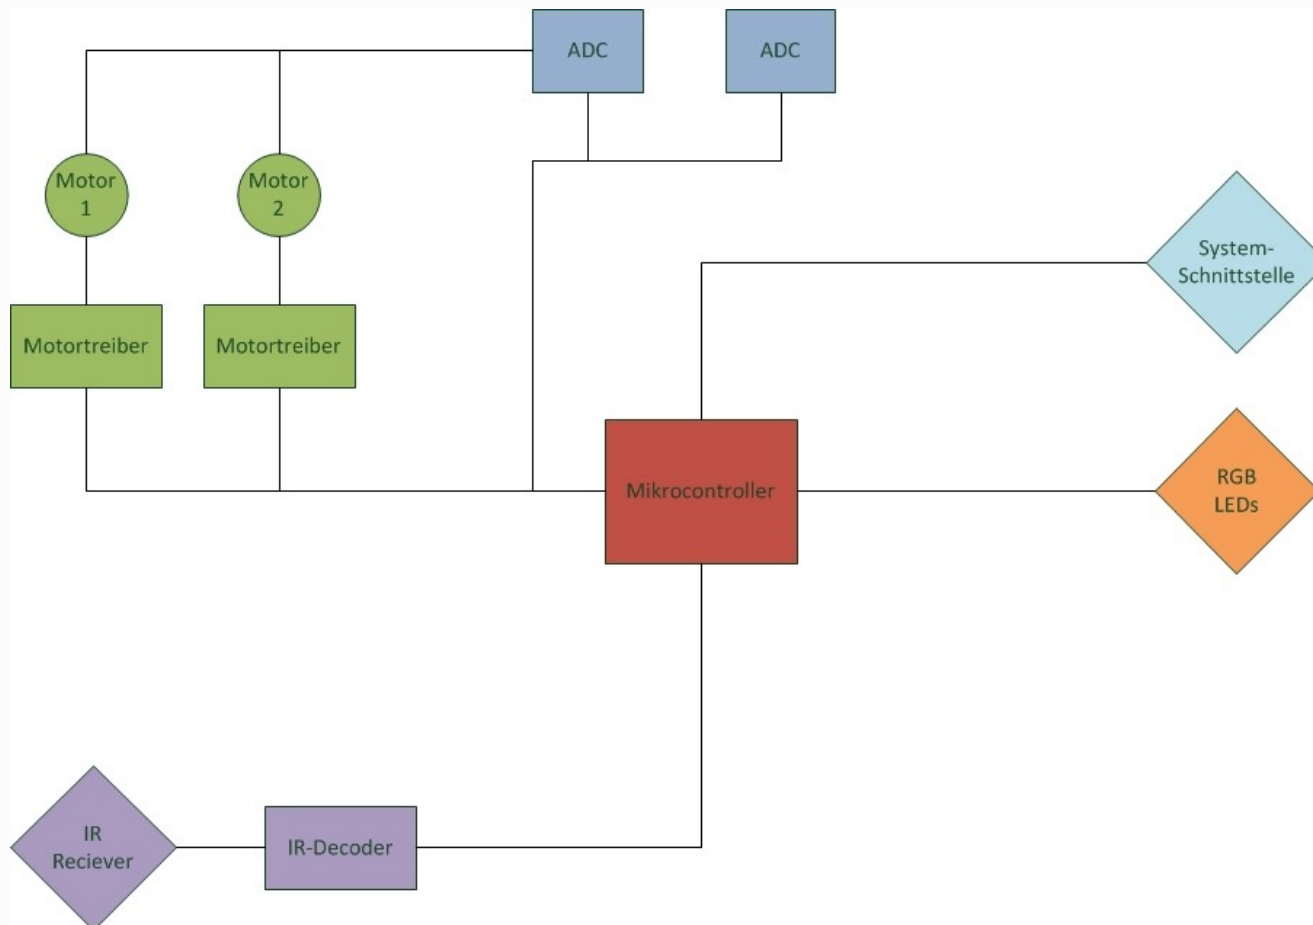 ADC
ADC
Motor
1
Motor
2
System-
Schnittstelle
Motortreiber
Motortreiber
Mikrocontroller
RGB
LEDs
IR
Reciever
IR-Decoder